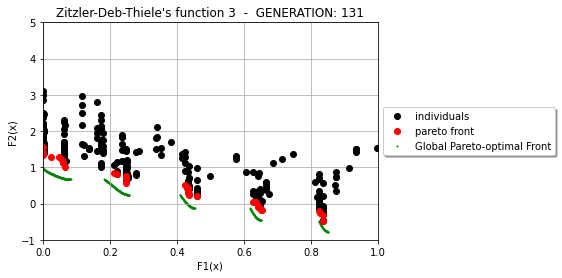 Zitzler-Deb-Thiele's function 3 - GENERATION: 131
5
4
3
2
1
0
−1
F2(x)
0.0 0.2 0.4 0.6 0.8 1.0
F1(x)
individuals
pareto front
Global Pareto-optimal Front